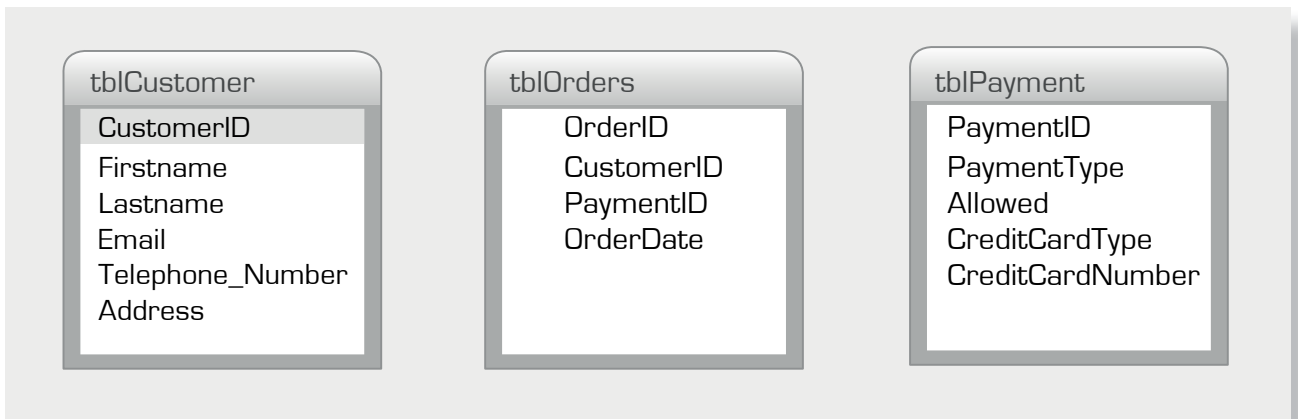 tblCustomer
CustomerID
Firstname
Lastname
Email
Telephone_Number
Address
tblOrders
OrderID
CustomerID
PaymentID
OrderDate
tblPayment
PaymentID
PaymentType
Allowed
CreditCardType
CreditCardNumber